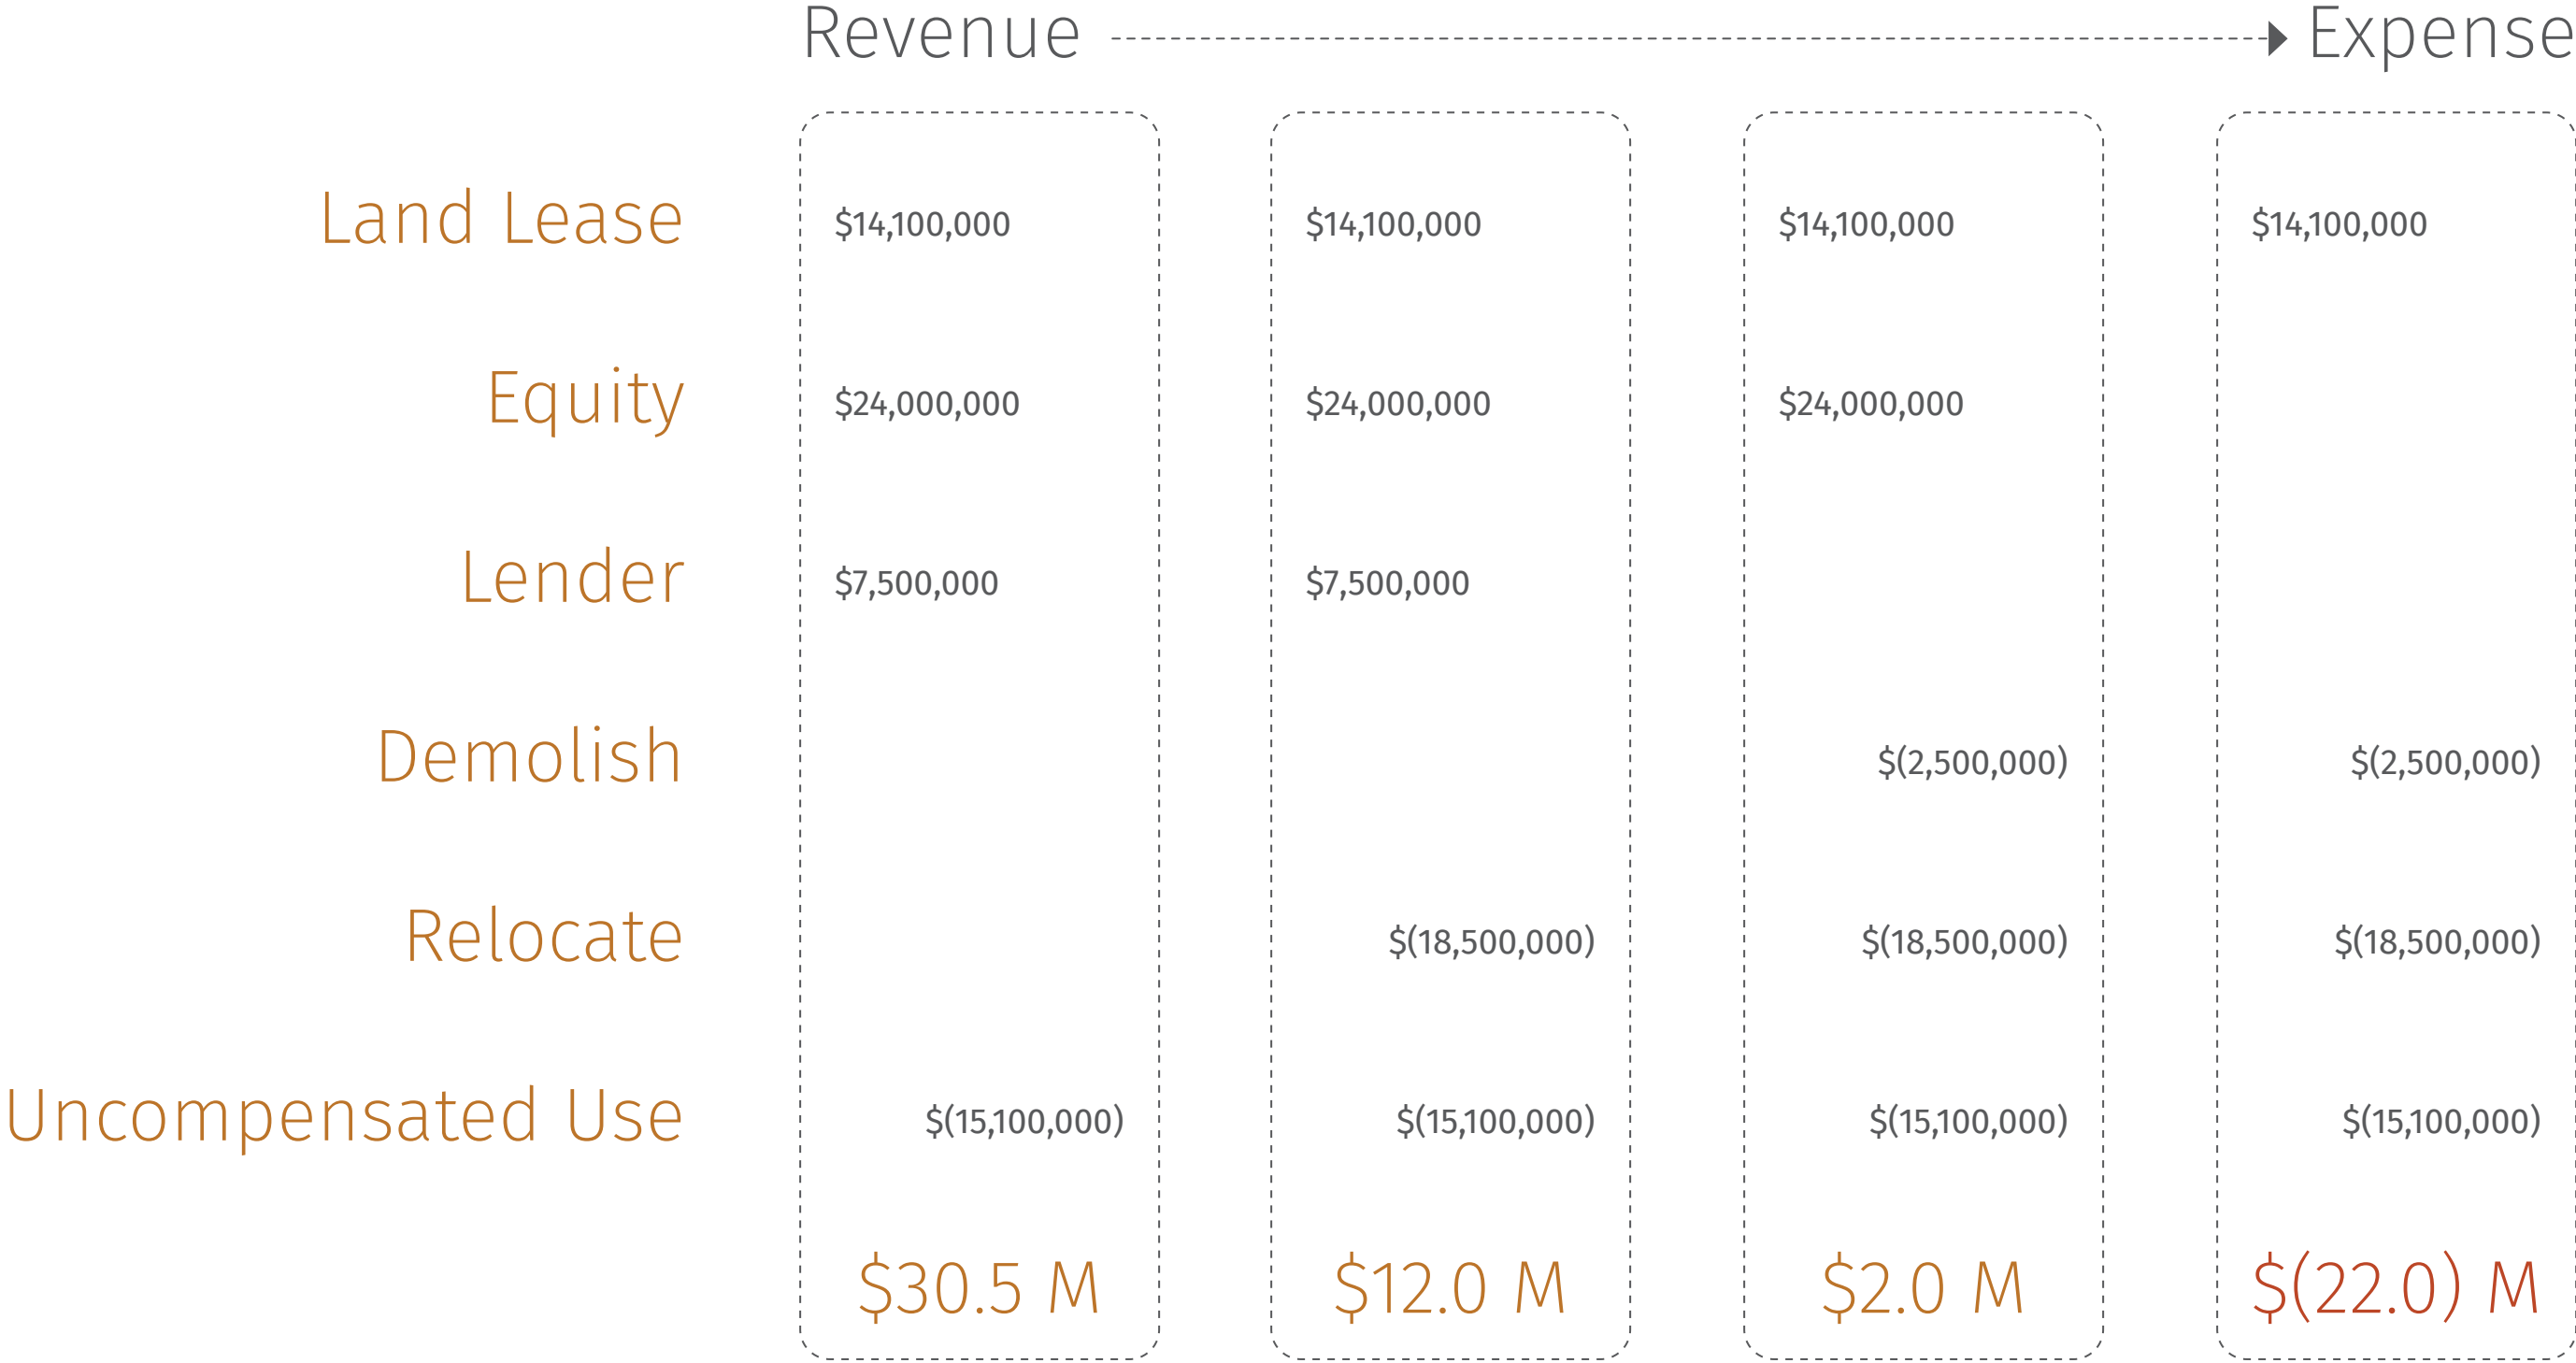 Revenue Expense
Land Lease $14,100,000 $14,100,000 $14,100,000 $14,100,000
Equity $24,000,000 $24,000,000 $24,000,000
Lender $7,500,000 $7,500,000
Demolish $(2,500,000) $(2,500,000)
Relocate $(18,500,000) $(18,500,000) $(18,500,000)
Uncompensated Use $(15,100,000) $(15,100,000) $(15,100,000) $(15,100,000)
$30.5 M $12.0 M $2.0 M $(22.0) M